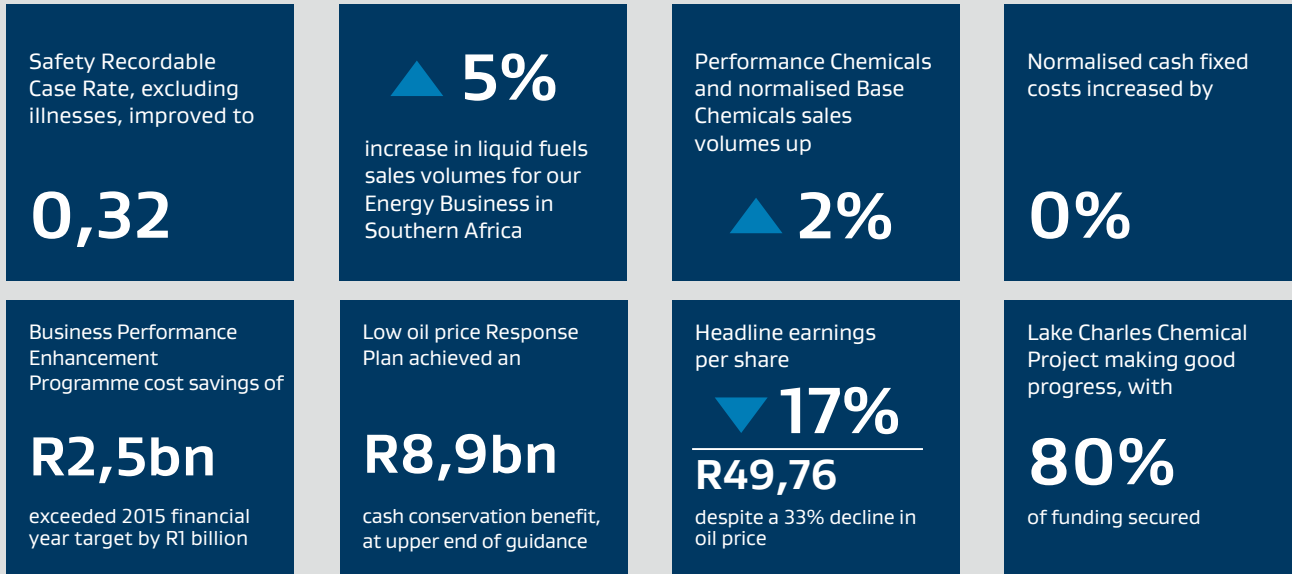 Safety Recordable
Case Rate, excluding
illnesses, improved to
0,32
5%
increase in liquid fuels
sales volumes for our
Energy Business in
Southern Africa
Performance Chemicals
and normalised Base
Chemicals sales
volumes up
2%
Normalised cash fixed
costs increased by
0%
Business Performance
Enhancement
Programme cost savings of
R2,5bn
exceeded 2015 financial
year target by R1 billion
Low oil price Response
Plan achieved an
R8,9bn
cash conservation benefit,
at upper end of guidance
Headline earnings
per share
17%
R49,76
despite a 33% decline in
oil price
Lake Charles Chemical
Project making good
progress, with
80%
of funding secured